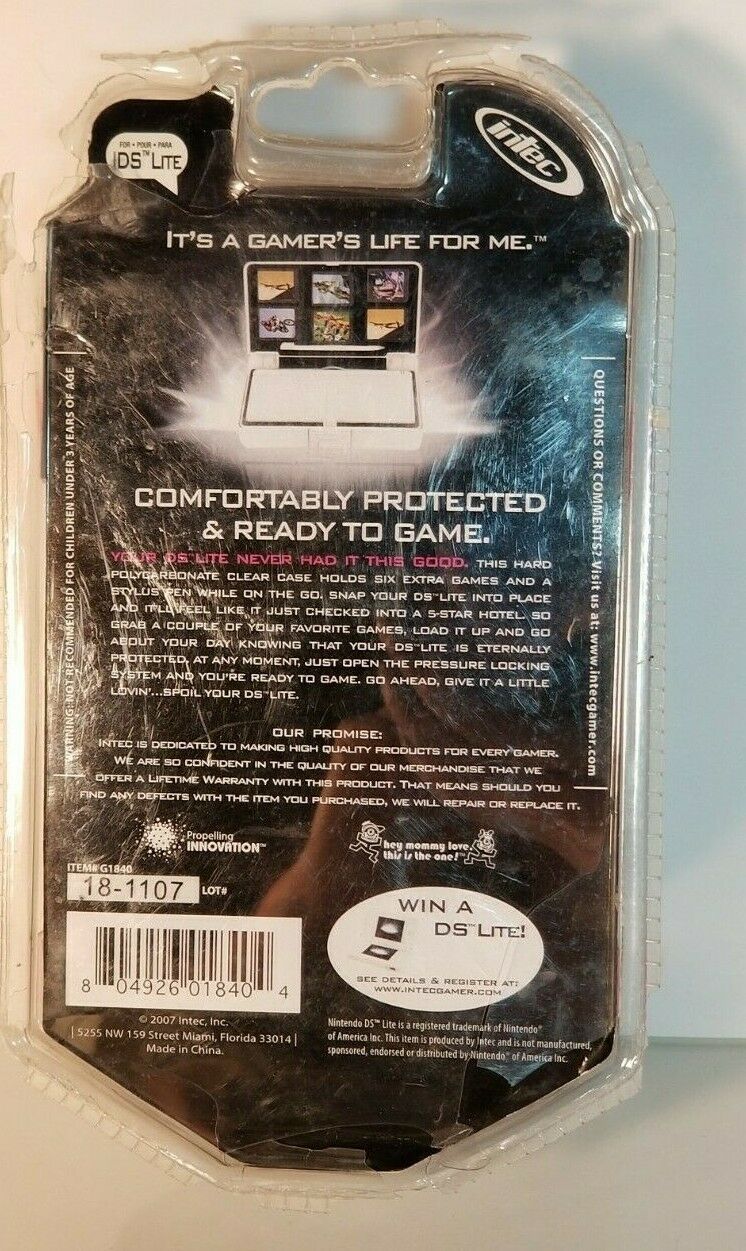 FOR • POUR • PARA
DS™ LITE
intec
IT'S A GAMER'S LIFE FOR ME.™
COMFORTABLY PROTECTED
& READY TO GAME.
YOUR DS™LITE NEVER HAD IT THIS GOOD. THIS HARD
POLYCARBONATE CLEAR CASE HOLDS SIX EXTRA GAMES AND A
STYLUS PEN WHILE ON THE GO. SNAP YOUR DS™LITE INTO PLACE
AND IT'LL FEEL LIKE IT JUST CHECKED INTO A 5-STAR HOTEL. SO
GRAB A COUPLE OF YOUR FAVORITE GAMES, LOAD IT UP AND GO
ABOUT YOUR DAY KNOWING THAT YOUR DS™LITE IS ETERNALLY
PROTECTED. AT ANY MOMENT, JUST OPEN THE PRESSURE LOCKING
SYSTEM AND YOU'RE READY TO GAME. GO AHEAD, GIVE IT A LITTLE
LOVIN'...SPOIL YOUR DS™LITE.
WARNING: NOT RECOMMENDED FOR CHILDREN UNDER 3 YEARS OF AGE
QUESTIONS OR COMMENTS? Visit us at: www.intecgamer.com
OUR PROMISE:
INTEC IS DEDICATED TO MAKING HIGH QUALITY PRODUCTS FOR EVERY GAMER.
WE ARE SO CONFIDENT IN THE QUALITY OF OUR MERCHANDISE THAT WE
OFFER A LIFETIME WARRANTY WITH THIS PRODUCT. THAT MEANS SHOULD YOU
FIND ANY DEFECTS WITH THE ITEM YOU PURCHASED, WE WILL REPAIR OR REPLACE IT.
Propelling
INNOVATION™
hey mommy love,
this is the one!™
ITEM# G1840
18-1107 LOT#
8 04926 01840 4
WIN A
DS™ LITE!
SEE DETAILS & REGISTER AT:
WWW.INTECGAMER.COM
© 2007 Intec, Inc.
| 5255 NW 159 Street Miami, Florida 33014 |
Made in China.
Nintendo DS™ Lite is a registered trademark of Nintendo®
of America Inc. This item is produced by Intec and is not manufactured,
sponsored, endorsed or distributed by Nintendo® of America Inc.